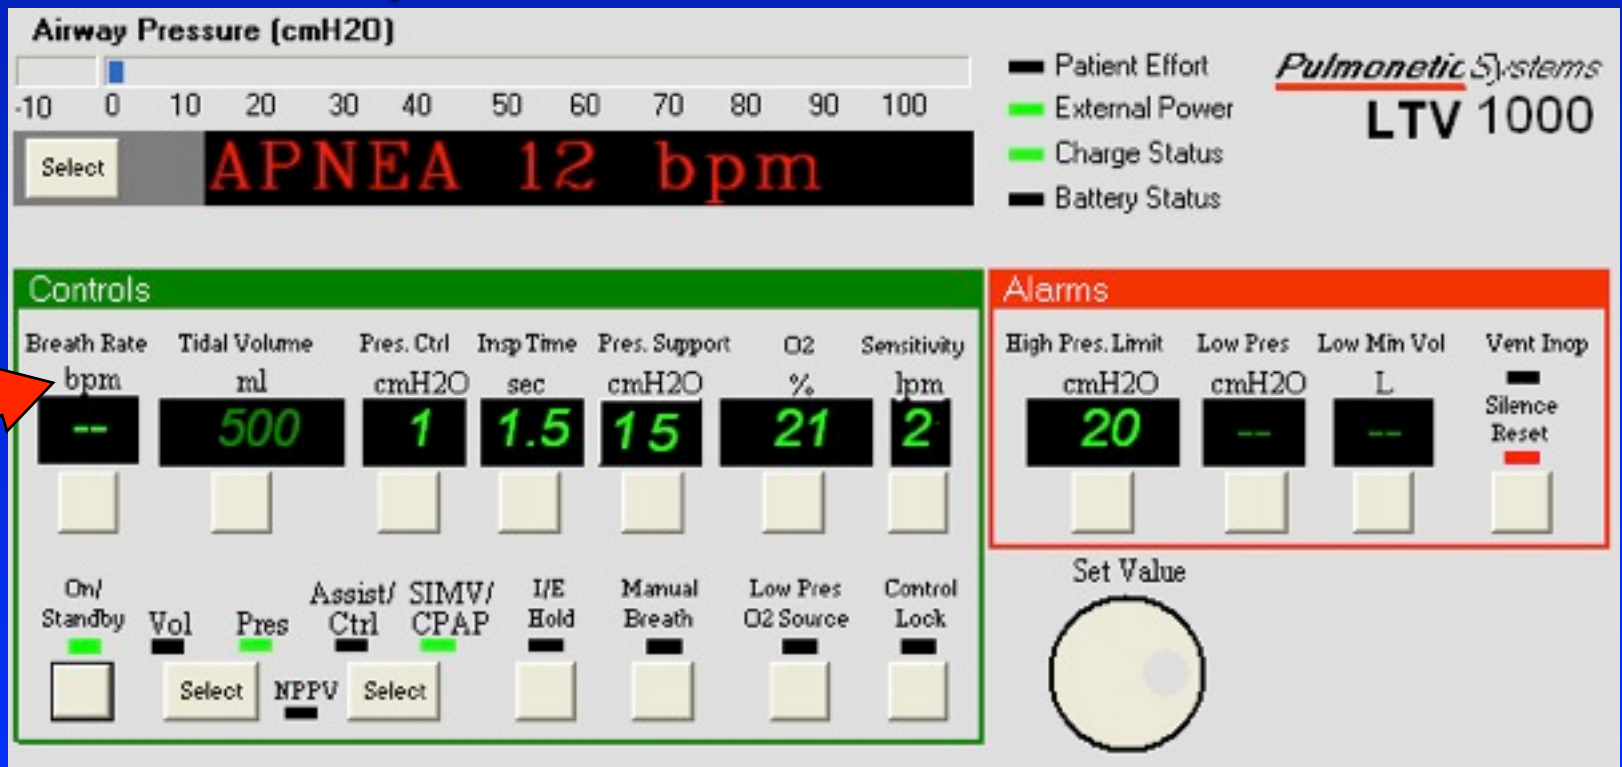 Airway Pressure (cmH2O)
-10 0 10 20 30 40 50 60 70 80 90 100
Select
APNEA 12 bpm
Patient Effort
External Power
Charge Status
Battery Status
Pulmonetic Systems
LTV 1000
Controls
Breath Rate Tidal Volume Pres. Ctrl Insp Time Pres. Support O2 Sensitivity
bpm ml cmH2O sec cmH2O % lpm
-- 500 1 1.5 15 21 2
On/ Assist/ SIMV/ I/E Manual Low Pres Control
Standby Vol Pres Ctrl CPAP Hold Breath O2 Source Lock
Select NPPV Select
Alarms
High Pres. Limit Low Pres Low Min Vol Vent Inop
cmH2O cmH2O L
20 -- --
Silence
Reset
Set Value